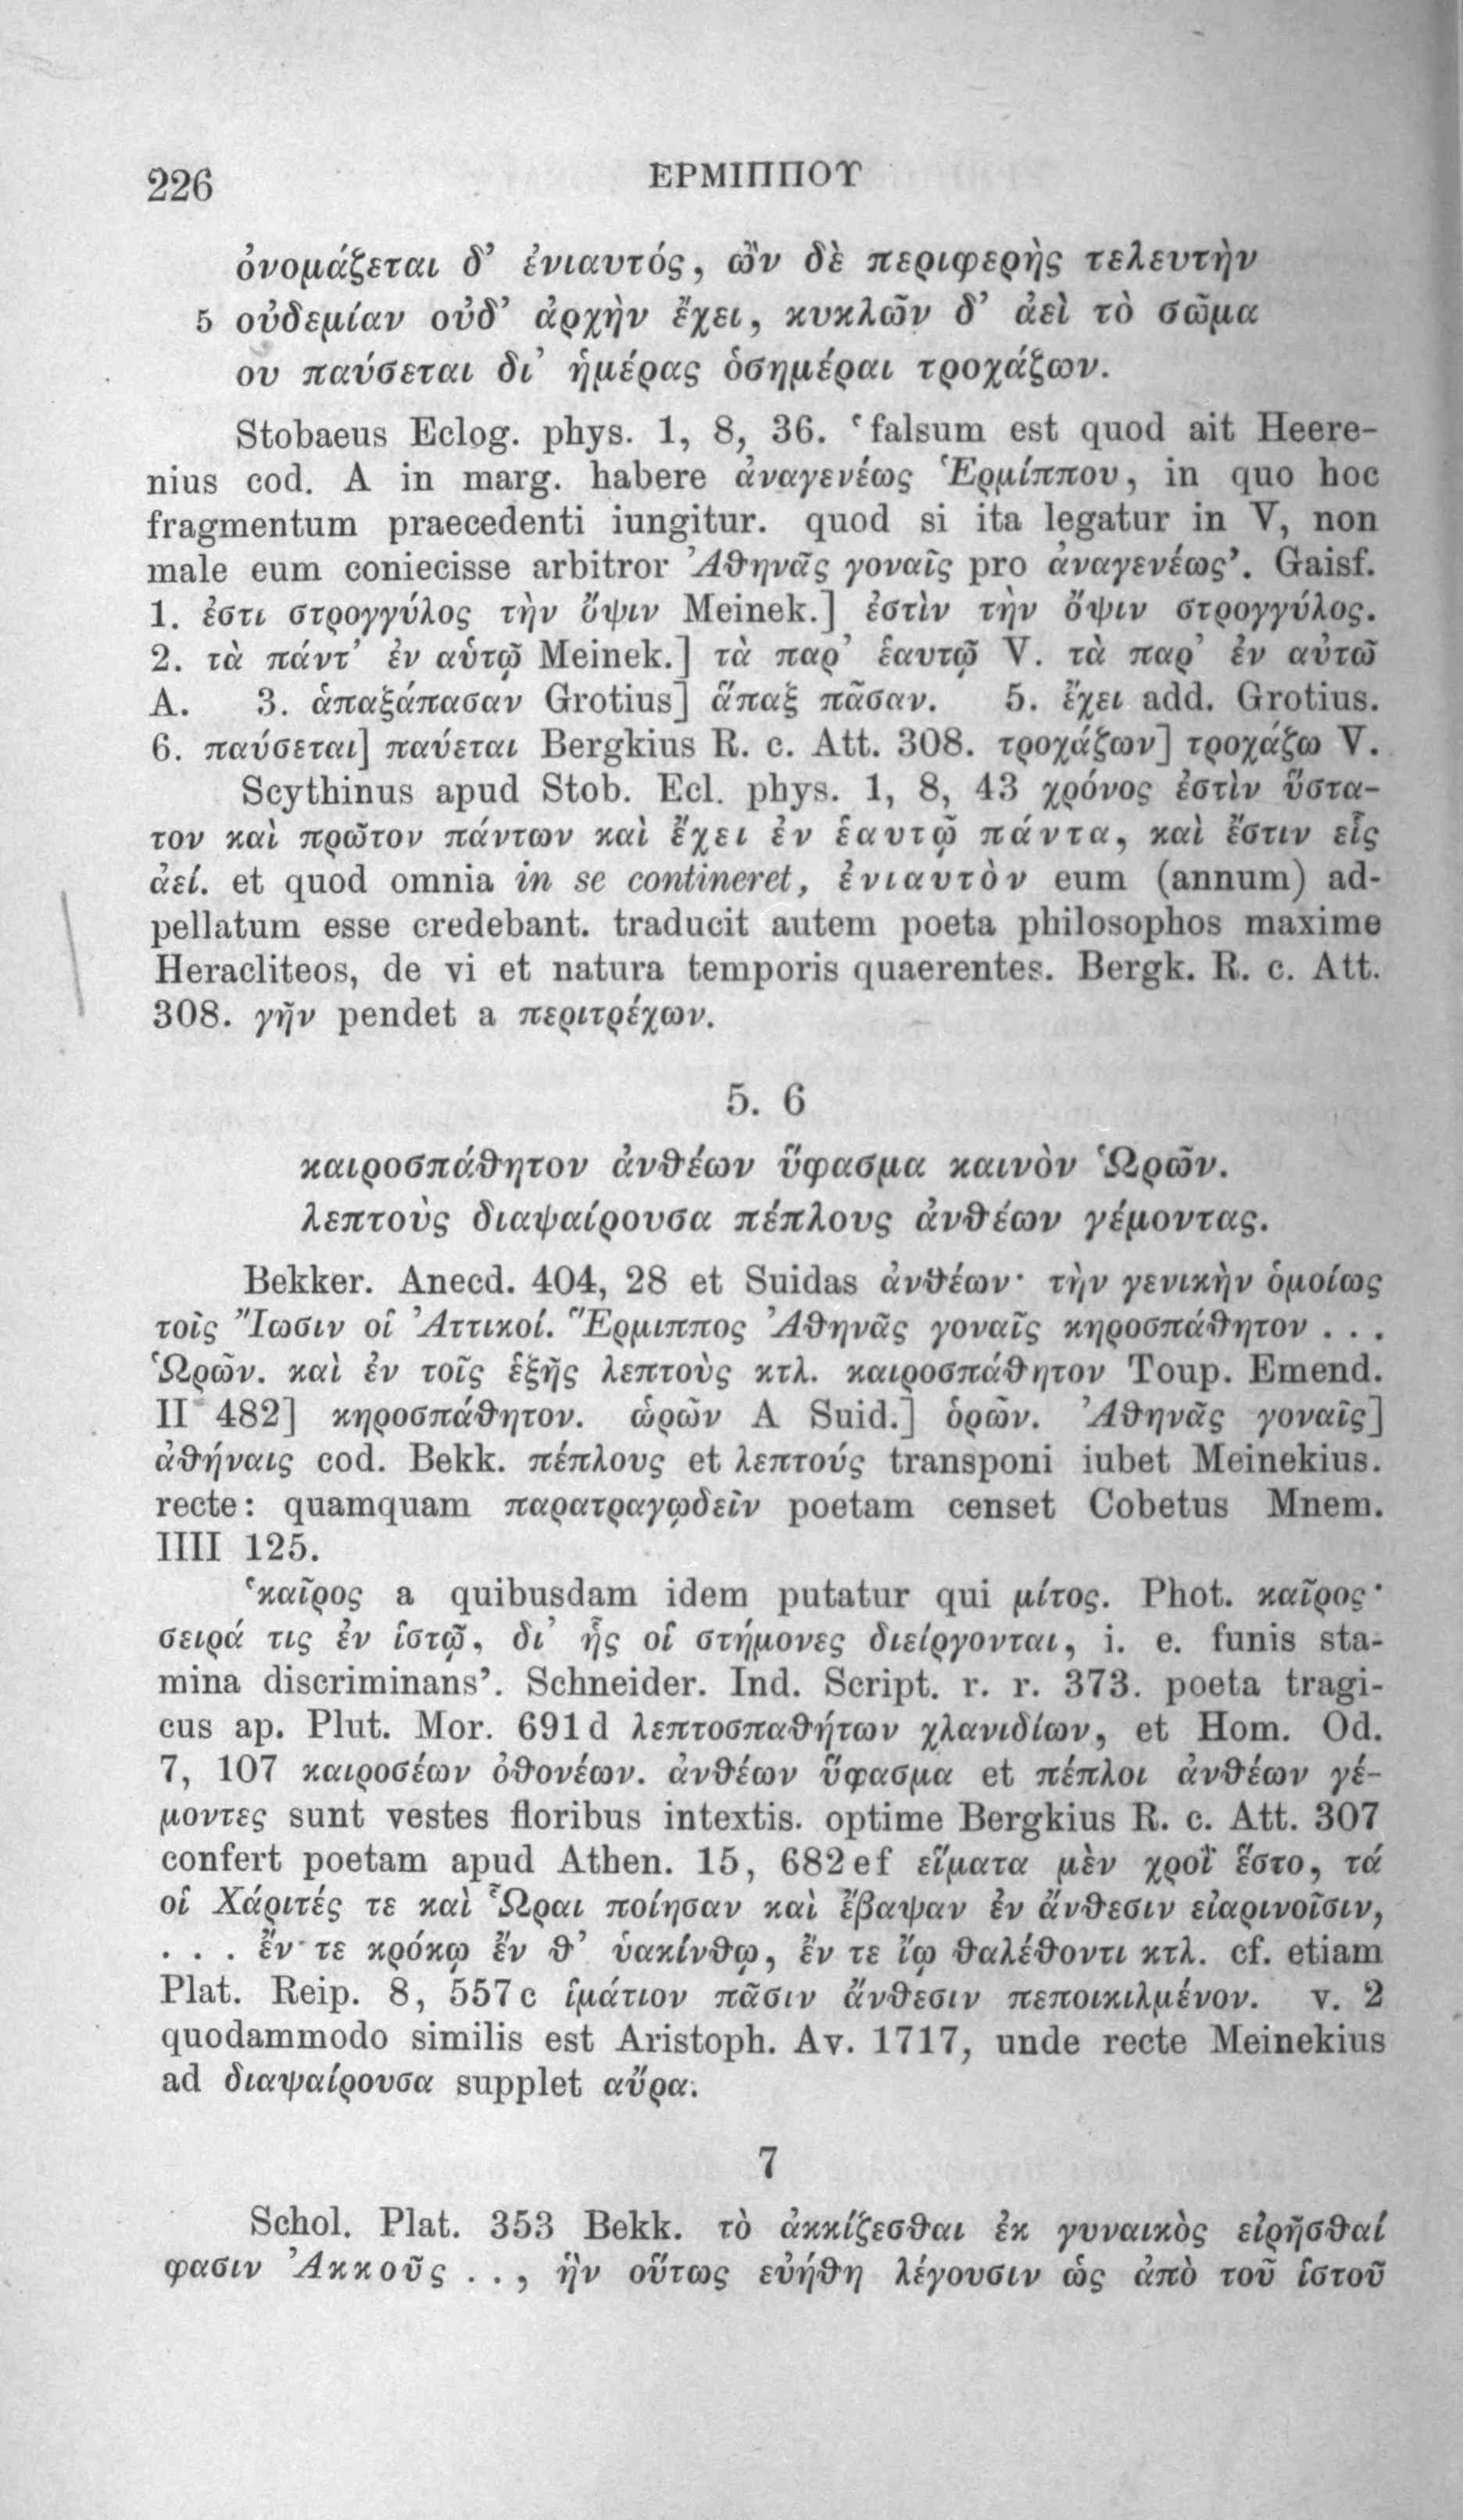 226
ΕΡΜΙΠΠΟΥ
ὀνομάζεται δ’ ἐνιαυτός, ὢν δὲ περιφερὴς τελευτὴν
5 οὐδεμίαν οὐδ’ ἀρχὴν ἔχει, κυκλῶν δ’ ἀεὶ τὸ σῶμα
ου παύσεται δι’ ἡμέρας ὁσημέραι τροχάζων.
Stobaeus Eclog. phys. 1, 8, 36. ‘falsum est quod ait Heere-
nius cod. A in marg. habere ἀναγενέως Ἑρμίππου, in quo hoc
fragmentum praecedenti iungitur. quod si ita legatur in V, non
male eum coniecisse arbitror Ἀθηνᾶς γοναῖς pro ἀναγενέως’. Gaisf.
1. ἐστι στρογγύλος τὴν ὄψιν Meinek.] ἐστὶν τὴν ὄψιν στρογγύλος.
2. τὰ πάντ’ ἐν αὑτῷ Meinek.] τὰ παρ’ ἑαυτῷ V. τὰ παρ’ ἐν αὐτῶ
A. 3. ἁπαξάπασαν Grotius] ἅπαξ πᾶσαν. 5. ἔχει add. Grotius.
6. παύσεται] παύεται Bergkius R. c. Att. 308. τροχάζων] τροχάζω V.
Scythinus apud Stob. Ecl. phys. 1, 8, 43 χρόνος ἐστὶν ὕστα-
τον καὶ πρῶτον πάντων καὶ ἔχει ἐν ἑαυτῷ πάντα, καὶ ἔστιν εἷς
ἀεί. et quod omnia in se contineret, ἐνιαυτὸν eum (annum) ad-
pellatum esse credebant. traducit autem poeta philosophos maxime
Heracliteos, de vi et natura temporis quaerentes. Bergk. R. c. Att.
308. γῆν pendet a περιτρέχων.
5. 6
καιροσπάθητον ἀνθέων ὕφασμα καινὸν Ὡρῶν.
λεπτοὺς διαψαίρουσα πέπλους ἀνθέων γέμοντας.
Bekker. Anecd. 404, 28 et Suidas ἀνθέων· τὴν γενικὴν ὁμοίως
τοῖς Ἴωσιν οἱ Ἀττικοί. Ἕρμιππος Ἀθηνᾶς γοναῖς κηροσπάθητον . . .
Ὡρῶν. καὶ ἐν τοῖς ἑξῆς λεπτοὺς κτλ. καιροσπάθητον Toup. Emend.
II 482] κηροσπάθητον. ὡρῶν A Suid.] ὁρῶν. Ἀθηνᾶς γοναῖς]
ἀθήναις cod. Bekk. πέπλους et λεπτούς transponi iubet Meinekius.
recte: quamquam παρατραγῳδεῖν poetam censet Cobetus Mnem.
IIII 125.
‘καῖρος a quibusdam idem putatur qui μίτος. Phot. καῖρος·
σειρά τις ἐν ἱστῷ, δι’ ἧς οἱ στήμονες διείργονται, i. e. funis sta-
mina discriminans’. Schneider. Ind. Script. r. r. 373. poeta tragi-
cus ap. Plut. Mor. 691d λεπτοσπαθήτων χλανιδίων, et Hom. Od.
7, 107 καιροσέων ὀθονέων. ἀνθέων ὕφασμα et πέπλοι ἀνθέων γέ-
μοντες sunt vestes floribus intextis. optime Bergkius R. c. Att. 307
confert poetam apud Athen. 15, 682ef εἵματα μὲν χροῒ ἕστο, τά
οἱ Χάριτές τε καὶ Ὧραι ποίησαν καὶ ἔβαψαν ἐν ἄνθεσιν εἰαρινοῖσιν,
. . . ἔν τε κρόκῳ ἔν θ’ ὑακίνθῳ, ἔν τε ἴῳ θαλέθοντι κτλ. cf. etiam
Plat. Reip. 8, 557c ἱμάτιον πᾶσιν ἄνθεσιν πεποικιλμένον. v. 2
quodammodo similis est Aristoph. Av. 1717, unde recte Meinekius
ad διαψαίρουσα supplet αὔρα.
7
Schol. Plat. 353 Bekk. τὸ ἀκκίζεσθαι ἐκ γυναικὸς εἰρῆσθαί
φασιν Ἀκκοῦς . . , ἣν οὕτως εὐήθη λέγουσιν ὡς ἀπὸ τοῦ ἱστοῦ